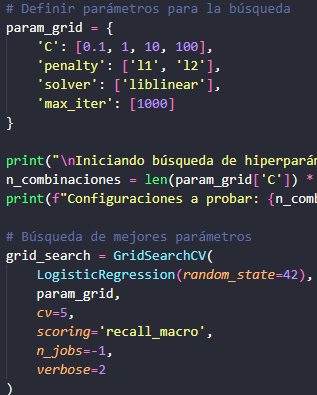 # Definir parámetros para la búsqueda
param_grid = {
    'C': [0.1, 1, 10, 100],
    'penalty': ['l1', 'l2'],
    'solver': ['liblinear'],
    'max_iter': [1000]
}
print("\nIniciando búsqueda de hiperparám
n_combinaciones = len(param_grid['C']) *
print(f"Configuraciones a probar: {n_com
# Búsqueda de mejores parámetros
grid_search = GridSearchCV(
    LogisticRegression(random_state=42),
    param_grid,
    cv=5,
    scoring='recall_macro',
    n_jobs=-1,
    verbose=2
)